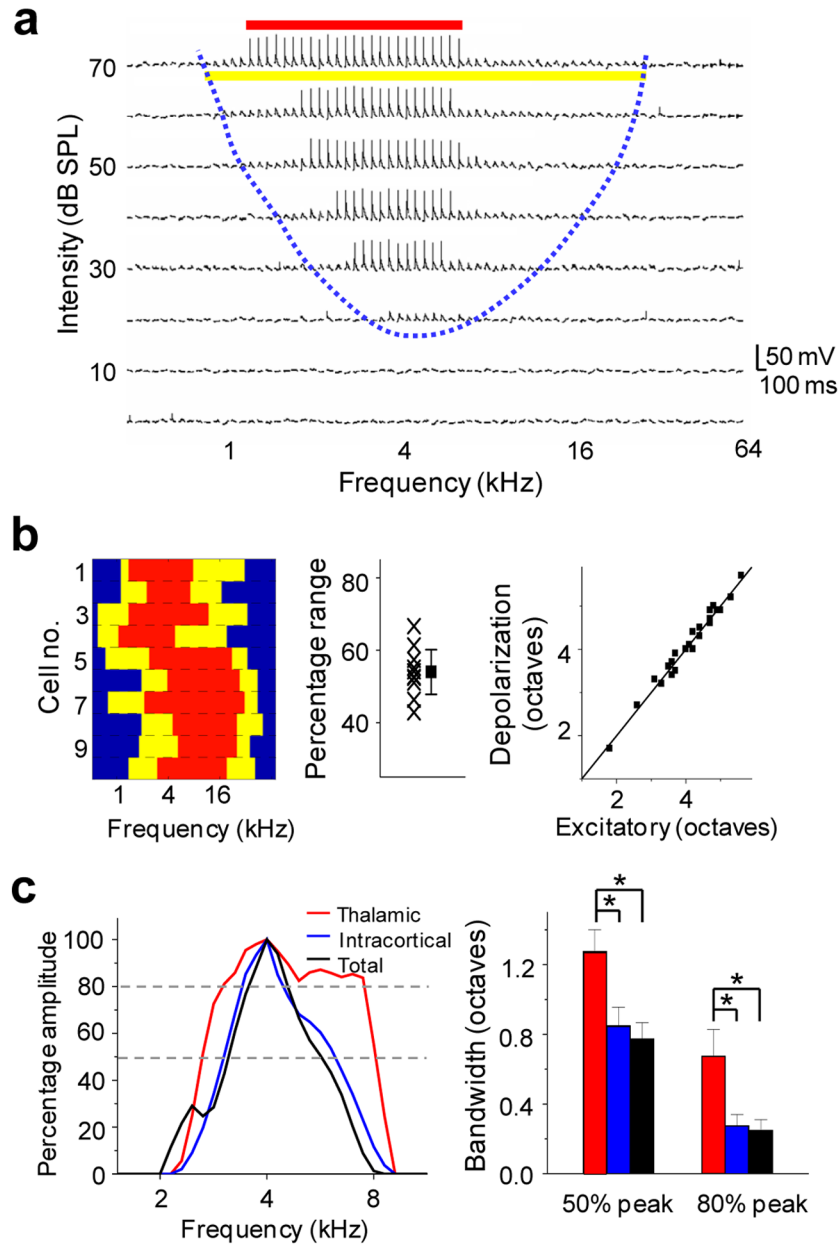 a
70
50
30
10
Intensity (dB SPL)
50 mV
100 ms
1 4 16 64
Frequency (kHz)
b
1
3
5
7
9
Cell no.
1 4 16
Frequency (kHz)
80
60
40
Percentage range
4
2
Depolarization
(octaves)
2 4
Excitatory (octaves)
c
Thalamic
Intracortical
Total
100
80
60
40
20
0
Percentage amplitude
2 4 8
Frequency (kHz)
* *
* *
1.2
0.8
0.4
0.0
Bandwidth (octaves)
50% peak 80% peak